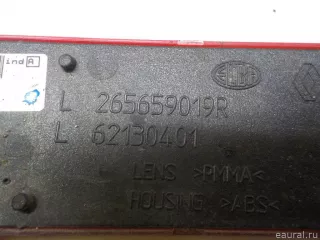 ind A
L 265659019R
L 62130401
LENS >PMMA<
HOUSING, >ABS<
eaural.ru